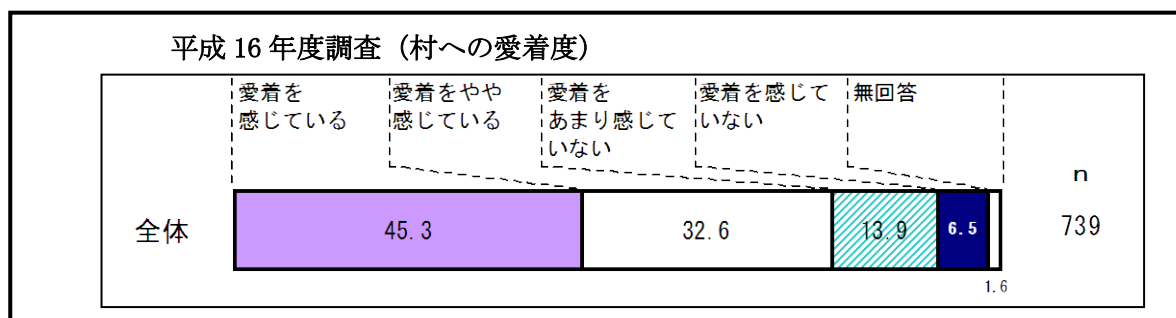 平成16年度調査（村への愛着度）
愛着を
感じている
愛着をやや
感じている
愛着を
あまり感じて
いない
愛着を感じて
いない
無回答
n
全体
45.3
32.6
13.9
6.5
739
1.6